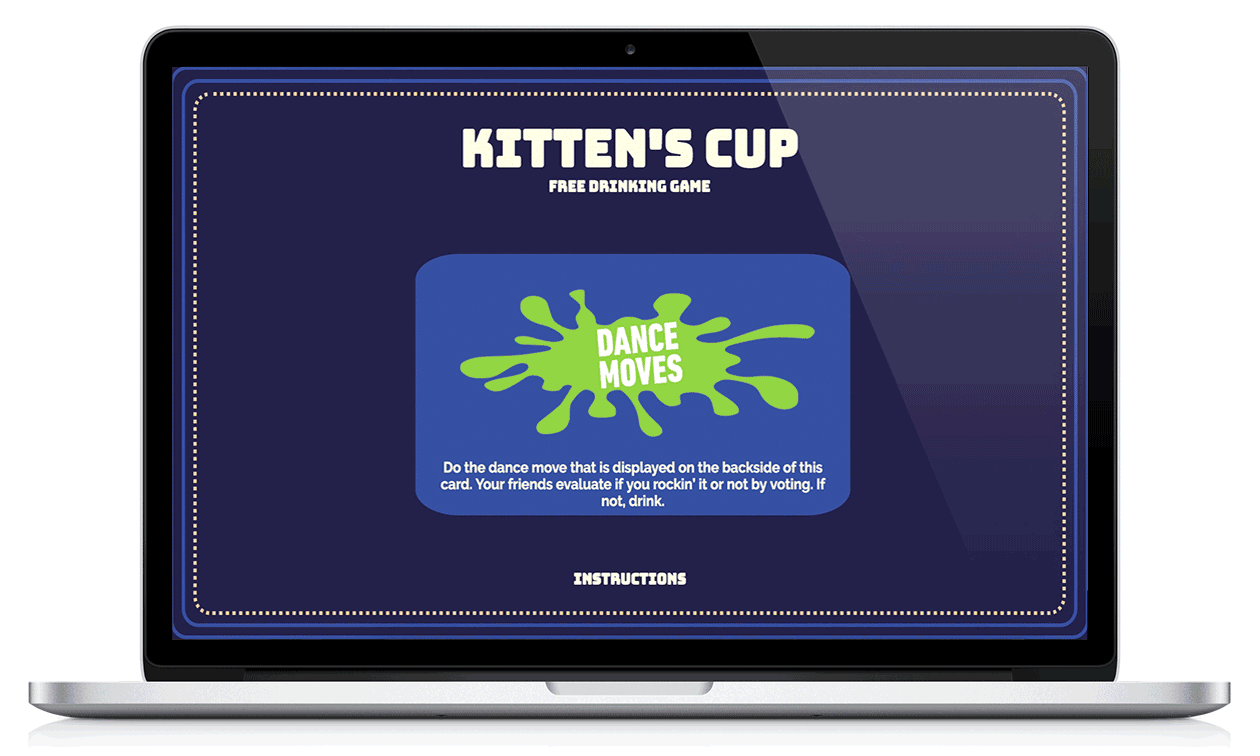 KITTEN'S CUP
FREE DRINKING GAME
DANCE
MOVES
Do the dance move that is displayed on the backside of this
card. Your friends evaluate if you rockin' it or not by voting. If
not, drink.
INSTRUCTIONS